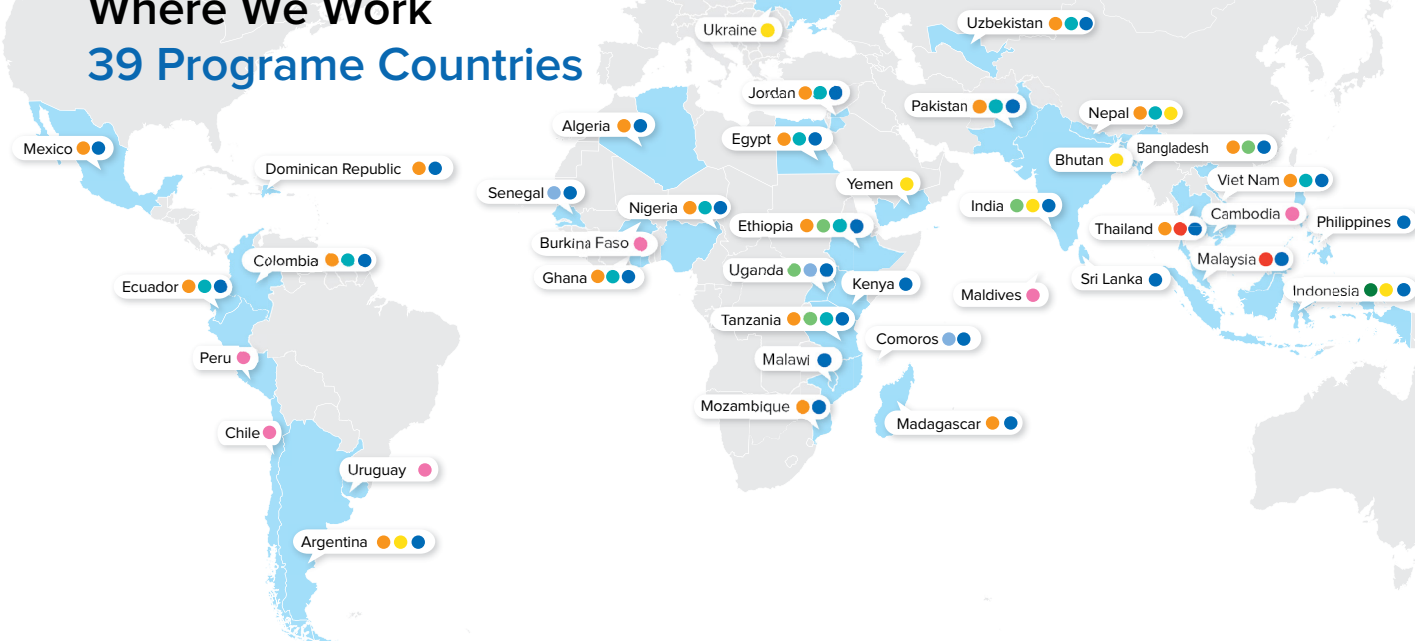 Where We Work
39 Programe Countries
Ukraine
Uzbekistan
Jordan
Pakistan
Nepal
Algeria
Egypt
Mexico
Bangladesh
Bhutan
Dominican Republic
Viet Nam
Yemen
Senegal
India
Nigeria
Cambodia
Philippines
Ethiopia
Thailand
Burkina Faso
Colombia
Malaysia
Uganda
Ghana
Sri Lanka
Kenya
Ecuador
Indonesia
Maldives
Tanzania
Comoros
Peru
Malawi
Mozambique
Madagascar
Chile
Uruguay
Argentina